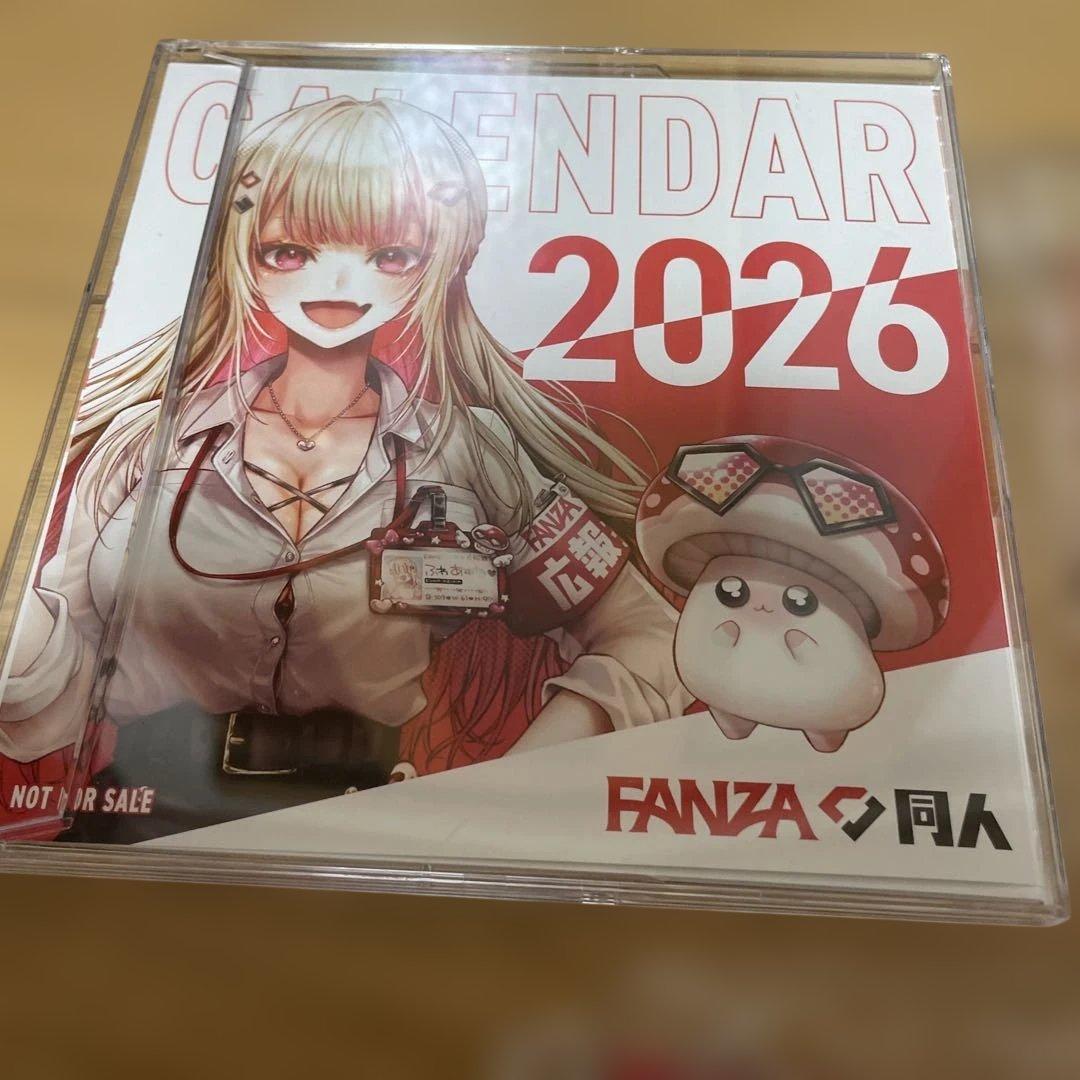 CALENDAR
2026
FANZA
広報
NOT FOR SALE
FANZA 同人